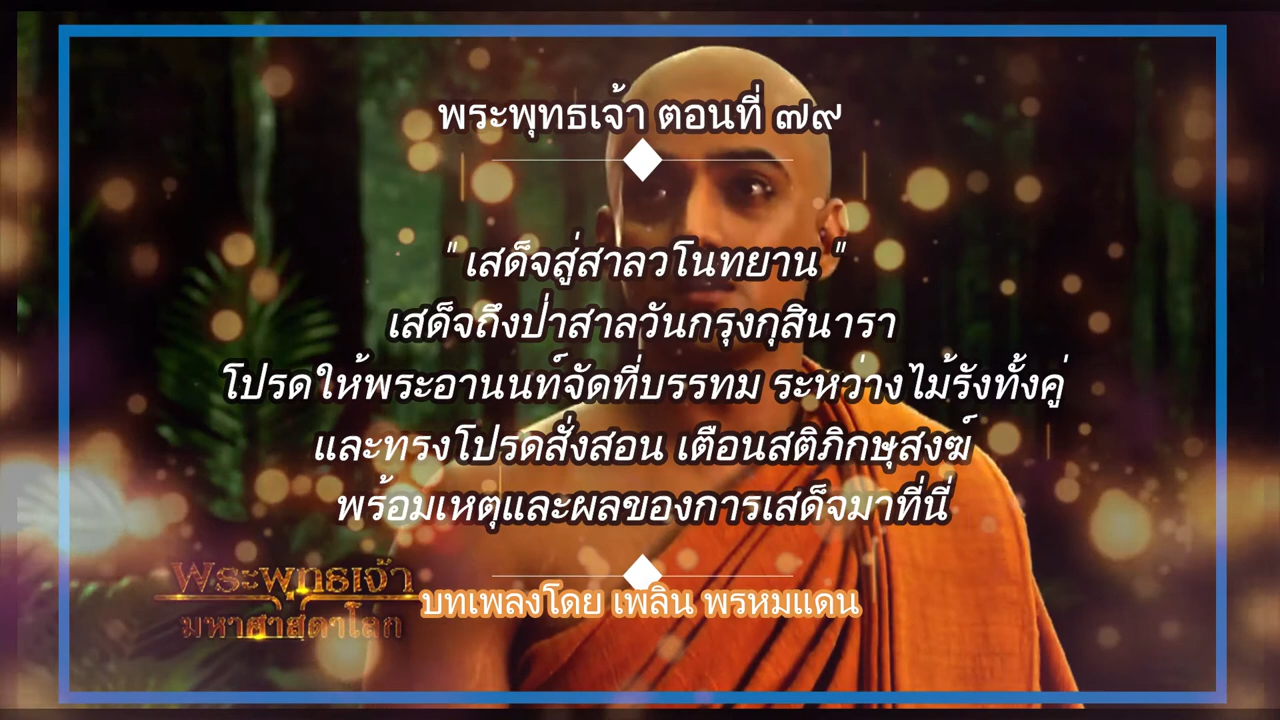 พระพุทธเจ้า ตอนที่ ๗๙
" เสด็จสู่สาลวโนทยาน "
เสด็จถึงป่าสาลวันกรุงกุสินารา
โปรดให้พระอานนท์จัดที่บรรทม ระหว่างไม้รังทั้งคู่
และทรงโปรดสั่งสอน เตือนสติภิกษุสงฆ์
พร้อมเหตุและผลของการเสด็จมาที่นี่
บทเพลงโดย เพลิน พรหมแดน
พระพุทธเจ้า
มหาศาสดาโลก